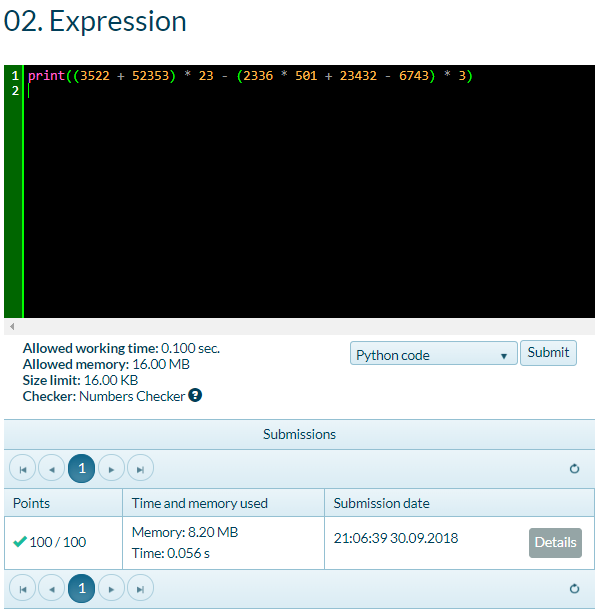 02. Expression
1 print((3522 + 52353) * 23 - (2336 * 501 + 23432 - 6743) * 3)
2
Allowed working time: 0.100 sec.
Allowed memory: 16.00 MB
Size limit: 16.00 KB
Checker: Numbers Checker ?
Python code
Submit
Submissions
1
Points Time and memory used Submission date
100 / 100 Memory: 8.20 MB 21:06:39 30.09.2018 Details
Time: 0.056 s
1